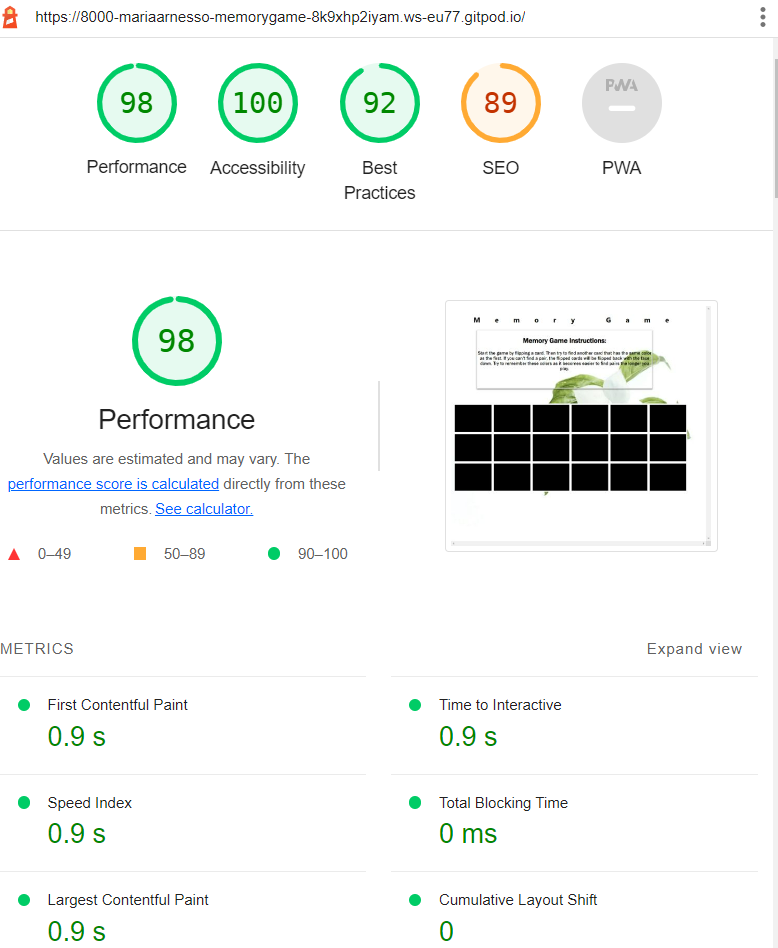 https://8000-mariaarnesso-memorygame-8k9xhp2iyam.ws-eu77.gitpod.io/
98
100
92
89
PWA
Performance
Accessibility
Best
Practices
SEO
PWA
98
Performance
Values are estimated and may vary. The
performance score is calculated directly from these
metrics. See calculator.
0–49
50–89
90–100
Memory Game
Memory Game Instructions:
Start the game by flipping a card. Then try to find another card that has the same color
as the first. If you can't find a pair, the flipped cards will be flipped back with the face
down. Try to remember these colors as it becomes easier to find pairs the longer you
play.
METRICS
Expand view
First Contentful Paint
0.9 s
Time to Interactive
0.9 s
Speed Index
0.9 s
Total Blocking Time
0 ms
Largest Contentful Paint
0.9 s
Cumulative Layout Shift
0